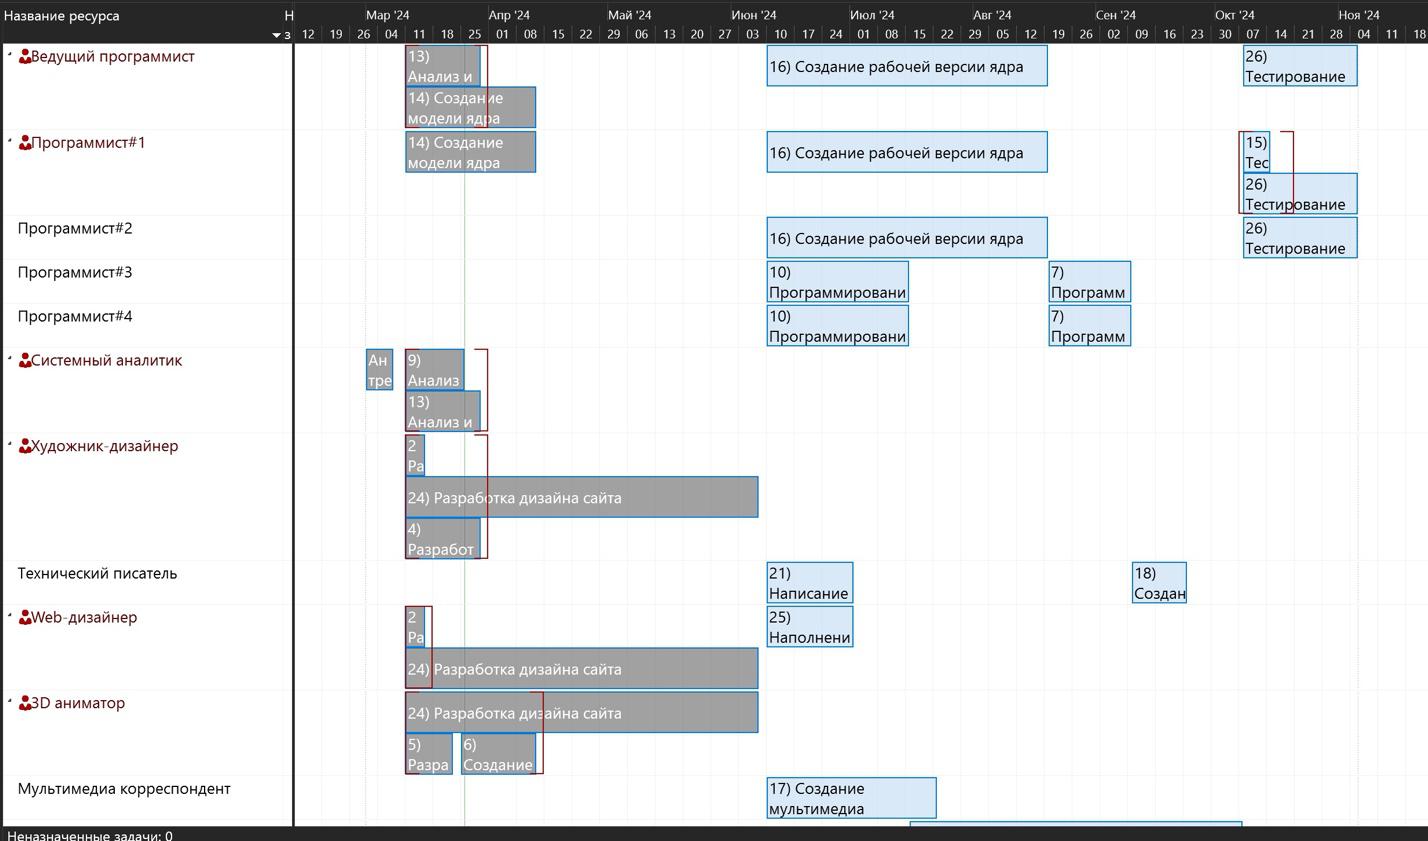 Название ресурса
Н
з
Мар '24 Апр '24 Май '24 Июн '24 Июл '24 Авг '24 Сен '24 Окт '24 Ноя '24
12 19 26 04 11 18 25 01 08 15 22 29 06 13 20 27 03 10 17 24 01 08 15 22 29 05 12 19 26 02 09 16 23 30 07 14 21 28 04 11 18
Ведущий программист
13)
Анализ и
14) Создание
модели ядра
16) Создание рабочей версии ядра
26)
Тестирование
Программист#1
14) Создание
модели ядра
16) Создание рабочей версии ядра
15)
Тес
26)
Тестирование
Программист#2
16) Создание рабочей версии ядра
26)
Тестирование
Программист#3
10)
Программировани
7)
Программ
Программист#4
10)
Программировани
7)
Программ
Системный аналитик
Ан
тре
9)
Анализ
13)
Анализ и
Художник-дизайнер
2
Ра
24) Разработка дизайна сайта
4)
Разработ
Технический писатель
21)
Написание
18)
Создан
Web-дизайнер
2
Ра
25)
Наполнени
24) Разработка дизайна сайта
3D аниматор
24) Разработка дизайна сайта
5)
Разра
6)
Создание
Мультимедиа корреспондент
17) Создание
мультимедиа
Неназначенные задачи: 0